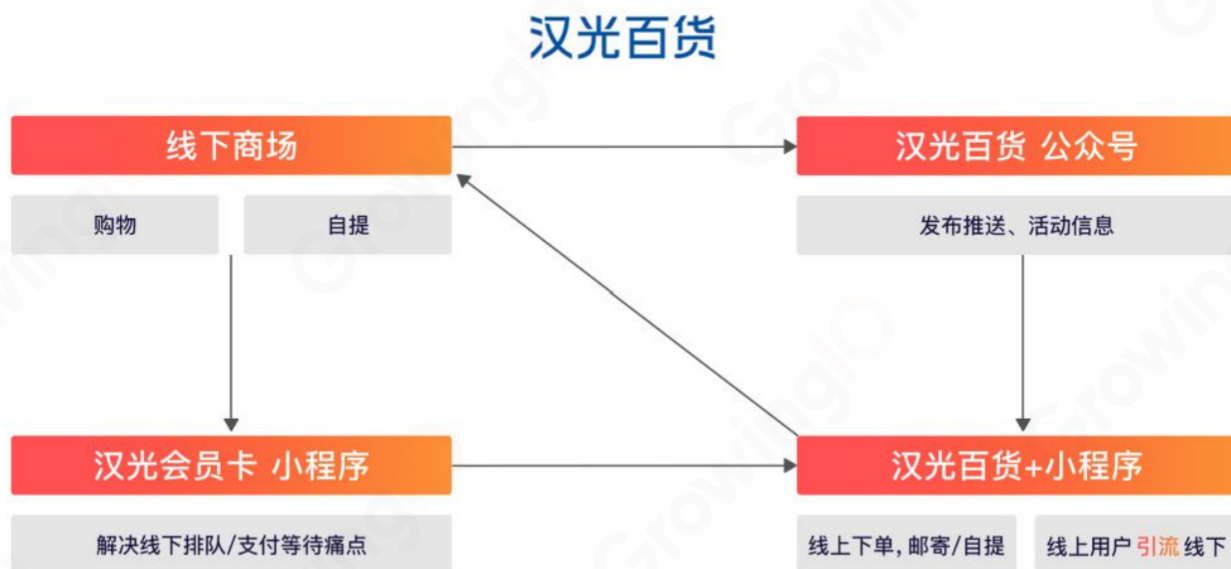 汉光百货
线下商场
汉光百货 公众号
购物
自提
发布推送、活动信息
汉光会员卡 小程序
汉光百货+小程序
解决线下排队/支付等待痛点
线上下单,邮寄/自提
线上用户 引流 线下
GrowingIO